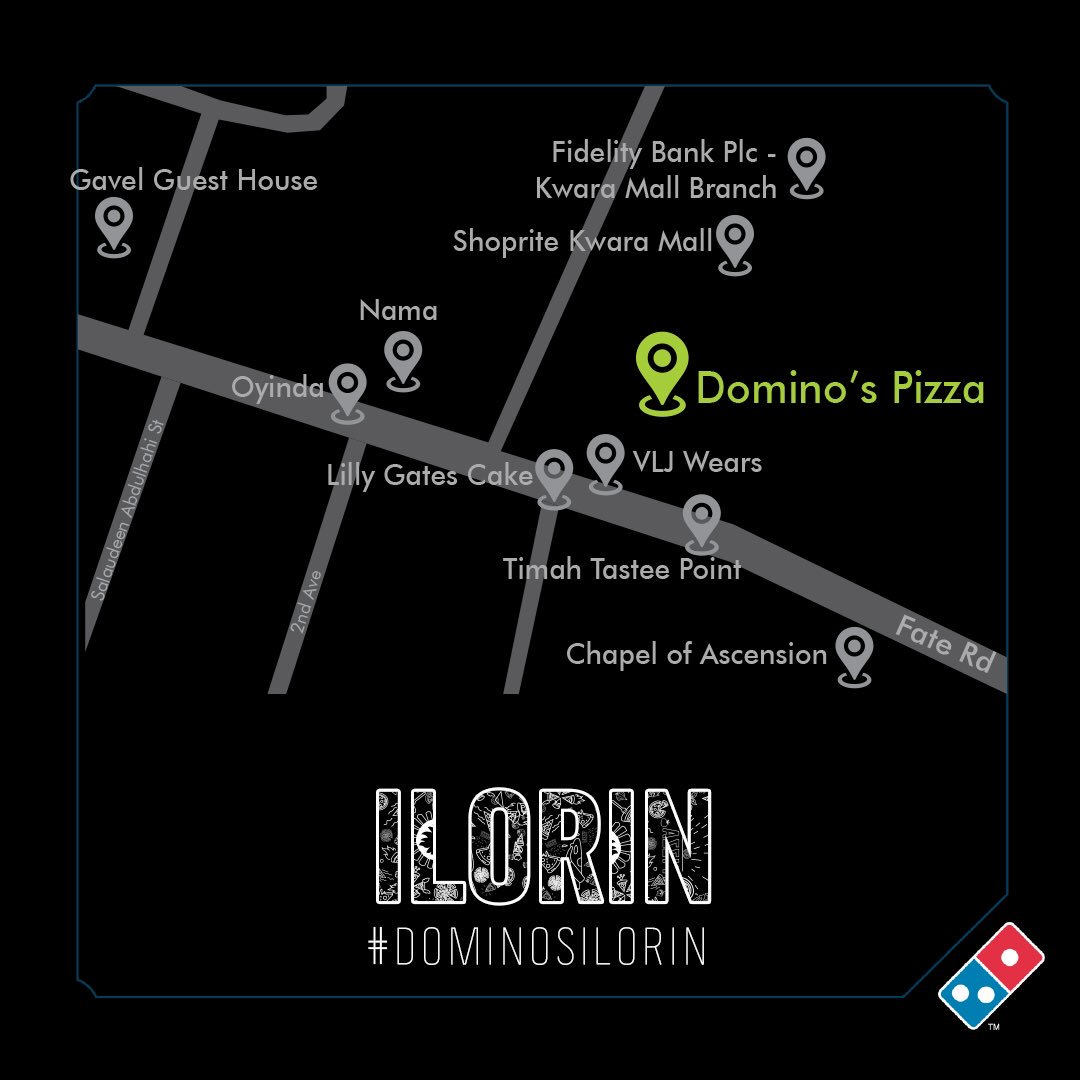 Fidelity Bank Plc -
Kwara Mall Branch
Gavel Guest House
Shoprite Kwara Mall
Nama
Oyinda
Domino’s Pizza
Lilly Gates Cake
VLJ Wears
Salaudeen Abdulhahi St
2nd Ave
Timah Tastee Point
Fate Rd
Chapel of Ascension
ILORIN
#DOMINOSILORIN
TM